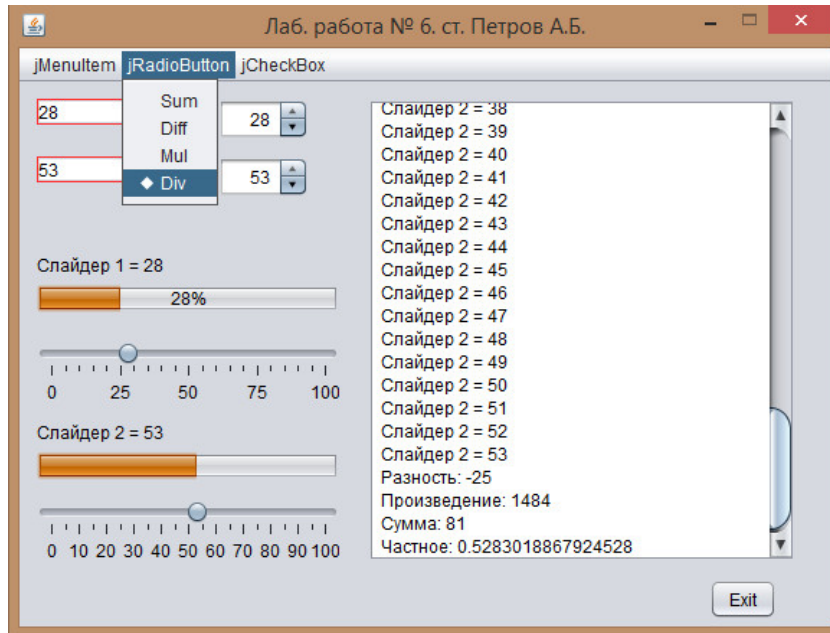 Лаб. работа № 6. ст. Петров А.Б.
jMenuItem jRadioButton jCheckBox
28
53
Sum
Diff
Mul
Div
28
53
Слайдер 1 = 28
28%
0 25 50 75 100
Слайдер 2 = 53
0 10 20 30 40 50 60 70 80 90 100
Слайдер 2 = 38
Слайдер 2 = 39
Слайдер 2 = 40
Слайдер 2 = 41
Слайдер 2 = 42
Слайдер 2 = 43
Слайдер 2 = 44
Слайдер 2 = 45
Слайдер 2 = 46
Слайдер 2 = 47
Слайдер 2 = 48
Слайдер 2 = 49
Слайдер 2 = 50
Слайдер 2 = 51
Слайдер 2 = 52
Слайдер 2 = 53
Разность: -25
Произведение: 1484
Сумма: 81
Частное: 0.5283018867924528
Exit